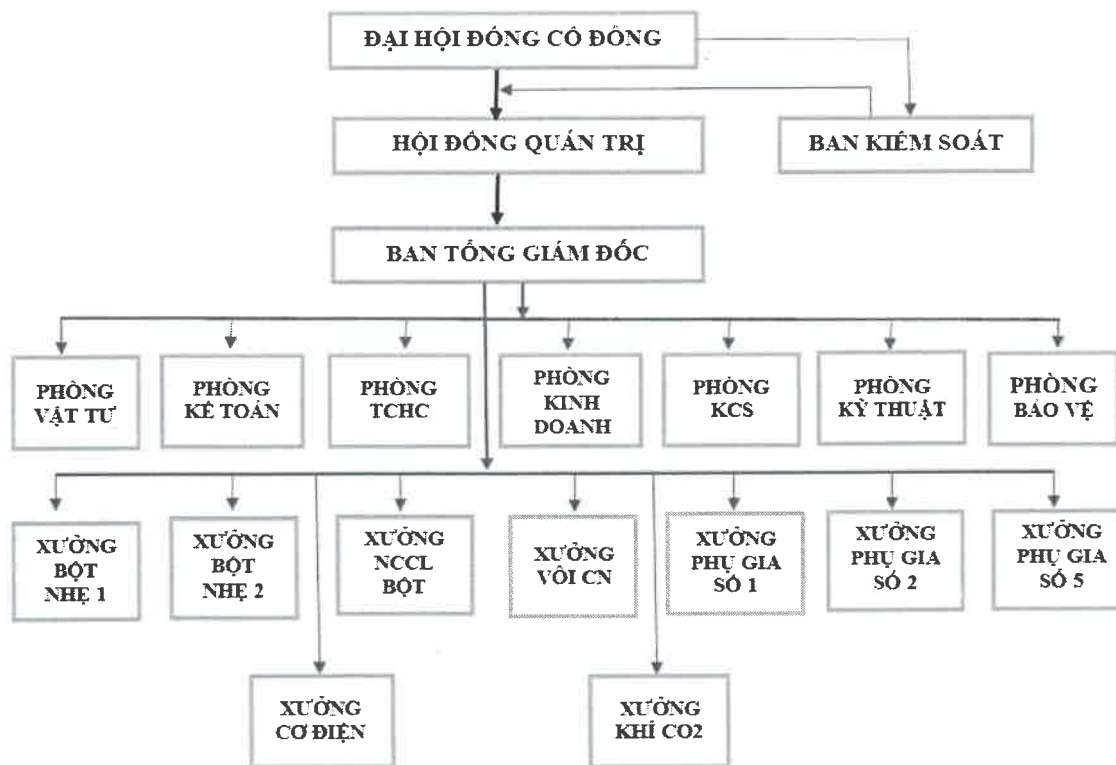 ĐẠI HỘI ĐỒNG CỔ ĐÔNG
HỘI ĐỒNG QUẢN TRỊ
BAN KIỂM SOÁT
BAN TỔNG GIÁM ĐỐC
PHÒNG
VẬT TƯ
PHÒNG
KẾ TOÁN
PHÒNG
TCHC
PHÒNG
KINH
DOANH
PHÒNG
KCS
PHÒNG
KỸ THUẬT
PHÒNG
BẢO VỆ
XƯỞNG
BỘT
NHẸ 1
XƯỞNG
BỘT
NHẸ 2
XƯỞNG
NCCL
BỘT
XƯỞNG
VÔI CN
XƯỞNG
PHỤ GIA
SỐ 1
XƯỞNG
PHỤ GIA
SỐ 2
XƯỞNG
PHỤ GIA
SỐ 5
XƯỞNG
CƠ ĐIỆN
XƯỞNG
KHÍ CO2